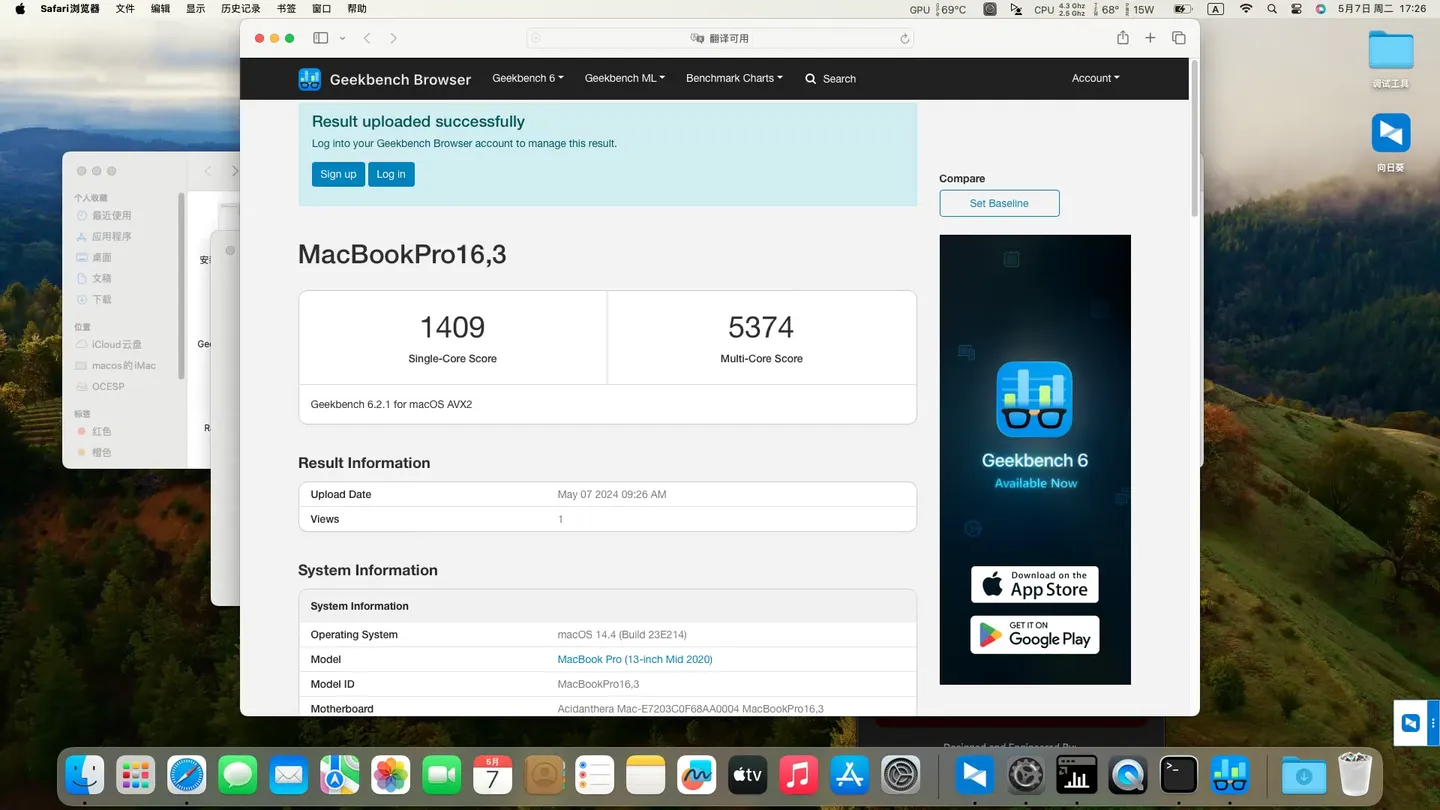 Safari浏览器 文件 编辑 显示 历史记录 书签 窗口 帮助
GPU 69°C CPU 4.3 Ghz 2.5 Ghz 68° 15W A 5月7日 周二 17:26
翻译可用
调试工具
向日葵
Geekbench Browser Geekbench 6 Geekbench ML Benchmark Charts Search Account
Result uploaded successfully
Log into your Geekbench Browser account to manage this result.
Sign up Log in
Compare
Set Baseline
MacBookPro16,3
1409 5374
Single-Core Score Multi-Core Score
Geekbench 6.2.1 for macOS AVX2
Result Information
Upload Date May 07 2024 09:26 AM
Views 1
System Information
System Information
Operating System macOS 14.4 (Build 23E214)
Model MacBook Pro (13-inch Mid 2020)
Model ID MacBookPro16,3
Motherboard Acidanthera Mac-E7203C0F68AA0004 MacBookPro16,3
Geekbench 6
Available Now
Download on the
App Store
GET IT ON
Google Play
个人收藏
最近使用
应用程序
桌面
文稿
下载
位置
iCloud云盘
macos的iMac
OCESP
标签
红色
橙色
Designed and Engineered By:
5月
7
tv